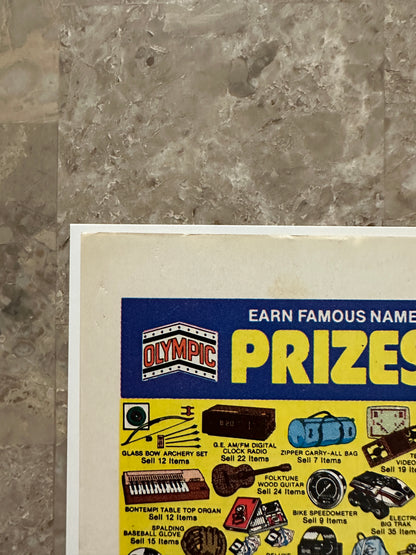 EARN FAMOUS NAME
OLYMPIC
PRIZES
GLASS BOW ARCHERY SET
Sell 12 Items
G.E. AM/FM DIGITAL
CLOCK RADIO
Sell 22 Items
ZIPPER CARRY-ALL BAG
Sell 7 Items
VIDEO
Sell 19
BONTEMPI TABLE TOP ORGAN
Sell 12 Items
FOLKTUNE
WOOD GUITAR
Sell 24 Items
BIKE SPEEDOMETER
Sell 9 Items
ELECTRO
BIG TRAK
Sell 35 Items
SPALDING
BASEBALL GLOVE
Sell 15 Items
DELUXE